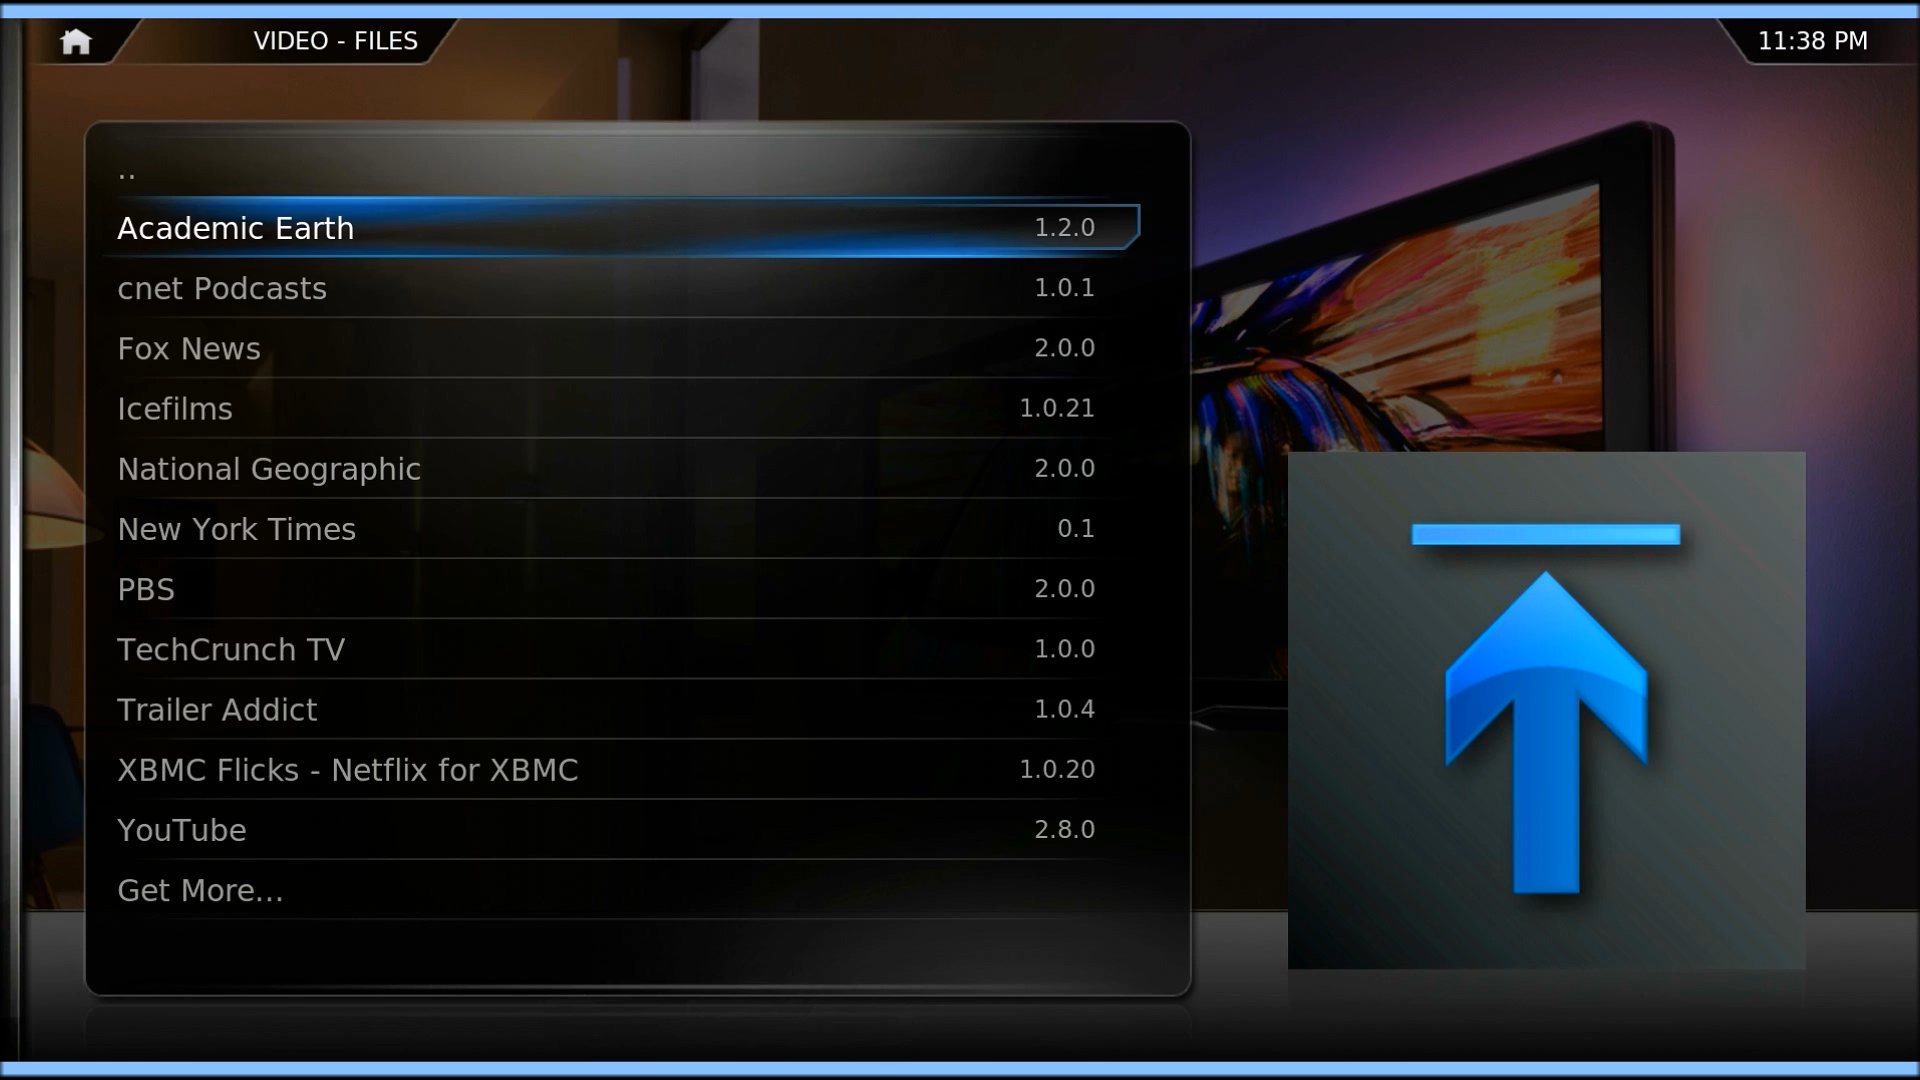 VIDEO - FILES
11:38 PM
..
Academic Earth 1.2.0
cnet Podcasts 1.0.1
Fox News 2.0.0
Icefilms 1.0.21
National Geographic 2.0.0
New York Times 0.1
PBS 2.0.0
TechCrunch TV 1.0.0
Trailer Addict 1.0.4
XBMC Flicks - Netflix for XBMC 1.0.20
YouTube 2.8.0
Get More...